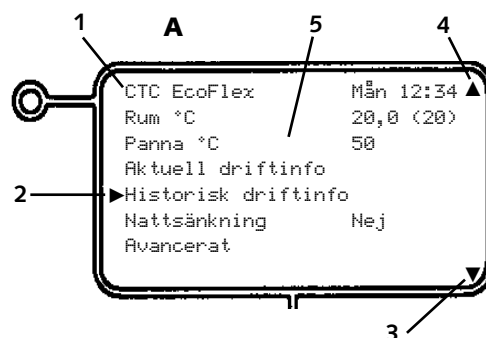 1 A 5 4
CTC EcoFlex Mån 12:34 ▲
Rum °C 20,0 (20)
Panna °C 50
Aktuell driftinfo
2 ►Historisk driftinfo
Nattsänkning Nej
Avancerat
▼
3